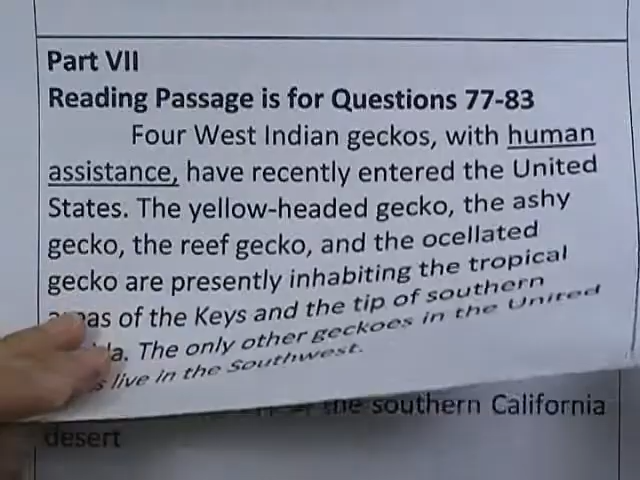 Part VII
Reading Passage is for Questions 77-83
Four West Indian geckos, with human
assistance, have recently entered the United
States. The yellow-headed gecko, the ashy
gecko, the reef gecko, and the ocellated
gecko are presently inhabiting the tropical
of the Keys and the tip of southern
The only other geckoes in the United
live in the Southwest.
the southern California
desert